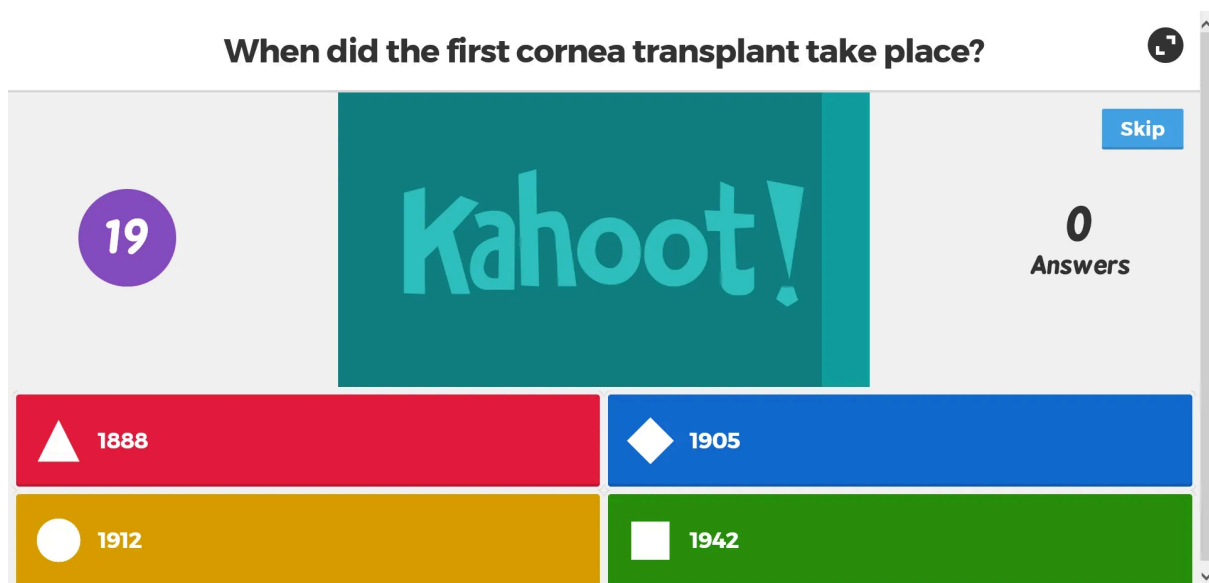 When did the first cornea transplant take place?
Skip
19
Kahoot!
0
Answers
1888
1905
1912
1942